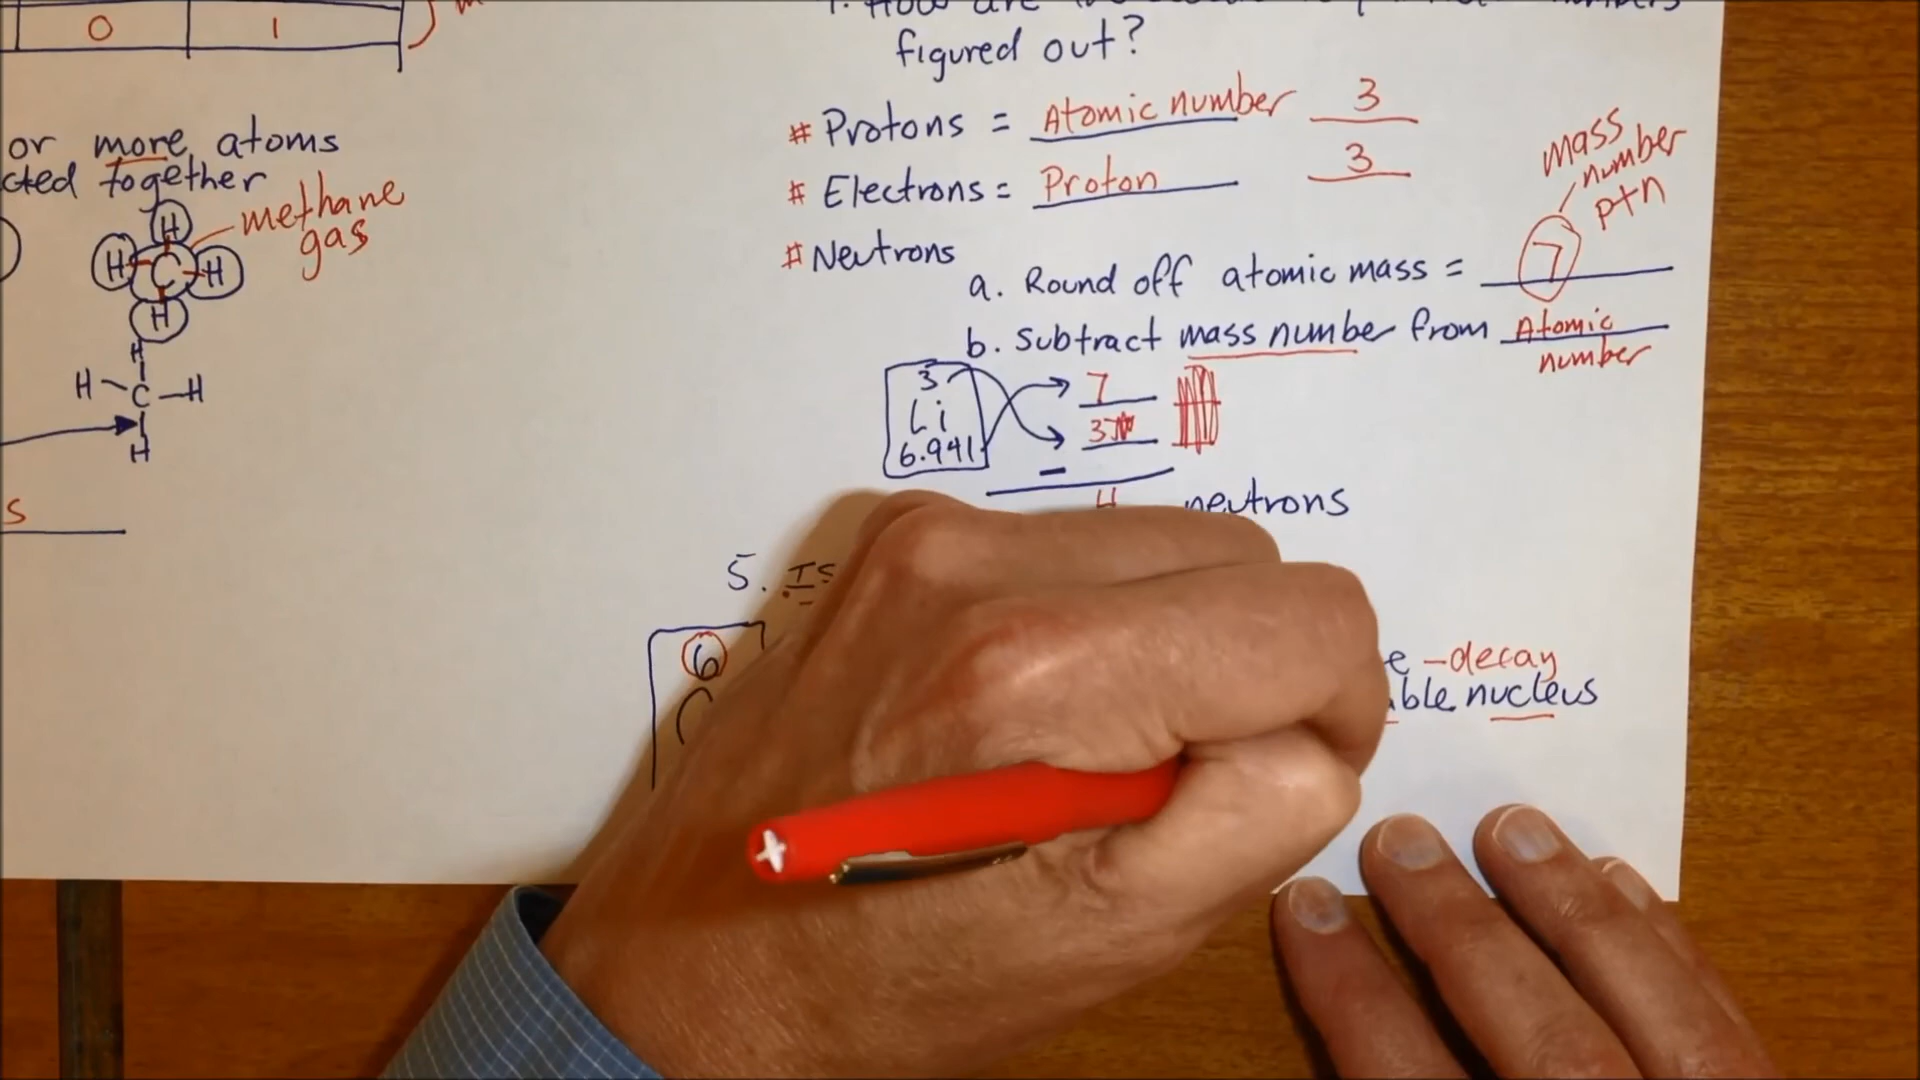 0 1
figured out?
# Protons = Atomic number 3
# Electrons = Proton 3
# Neutrons
a. Round off atomic mass = 7
mass
number
p+n
b. Subtract mass number from Atomic
number
3
Li
6.941
7
3
-
4 neutrons
or more atoms
together
methane
gas
H
H C H
H
H
H - C - H
H
s
5. Is
6
C
-decay
nucleus